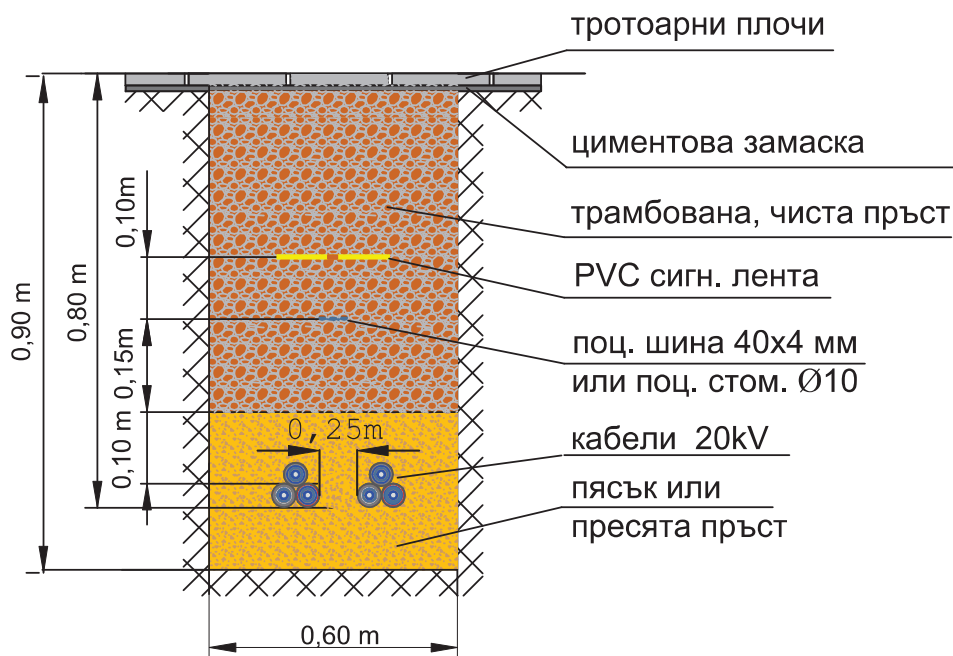 тротоарни плочи
циментова замаска
трамбована, чиста пръст
PVC сигн. лента
поц. шина 40x4 мм
или поц. стом. Ø10
кабели 20kV
пясък или
пресята пръст
0,90 m
0,80 m
0,10m
0,15m
0,10 m
0,25m
0,60 m